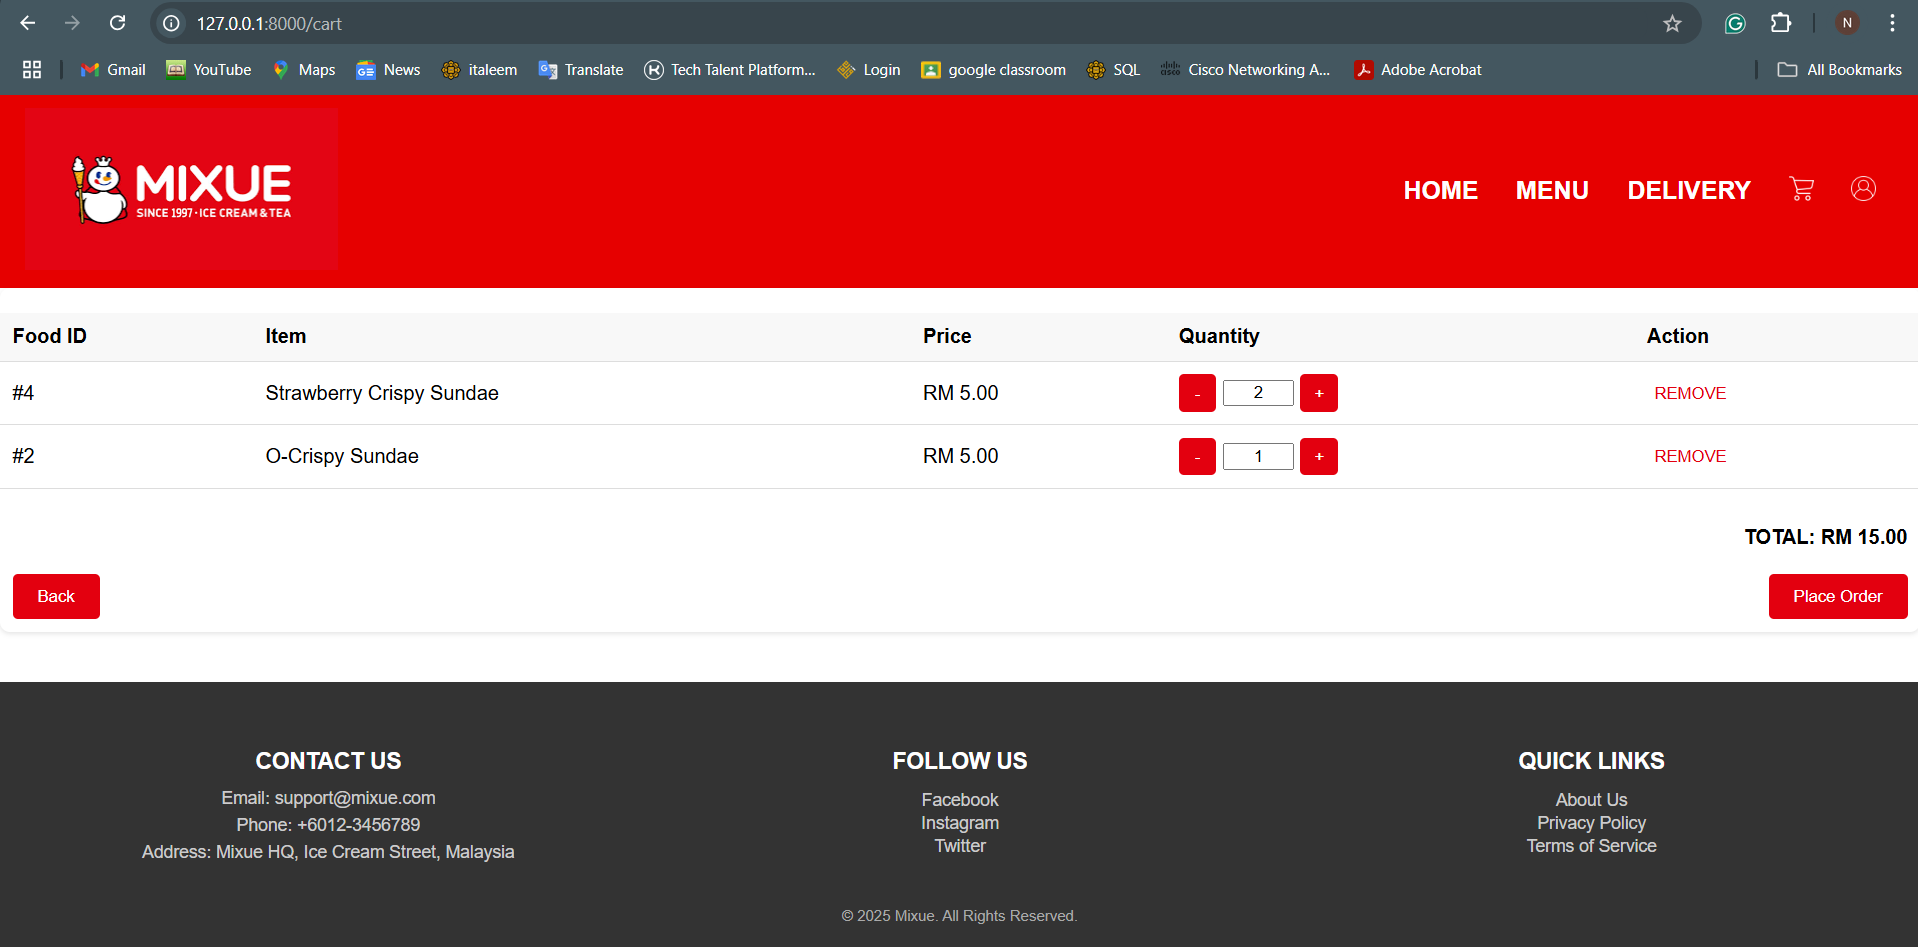 127.0.0.1:8000/cart
N
Gmail YouTube Maps News italeem Translate Tech Talent Platform... Login google classroom SQL Cisco Networking A... Adobe Acrobat All Bookmarks
MIXUE
SINCE 1997·ICE CREAM & TEA
HOME MENU DELIVERY
Food ID Item Price Quantity Action
#4 Strawberry Crispy Sundae RM 5.00 - 2 + REMOVE
#2 O-Crispy Sundae RM 5.00 - 1 + REMOVE
TOTAL: RM 15.00
Back Place Order
CONTACT US
Email: support@mixue.com
Phone: +6012-3456789
Address: Mixue HQ, Ice Cream Street, Malaysia
FOLLOW US
Facebook
Instagram
Twitter
QUICK LINKS
About Us
Privacy Policy
Terms of Service
© 2025 Mixue. All Rights Reserved.